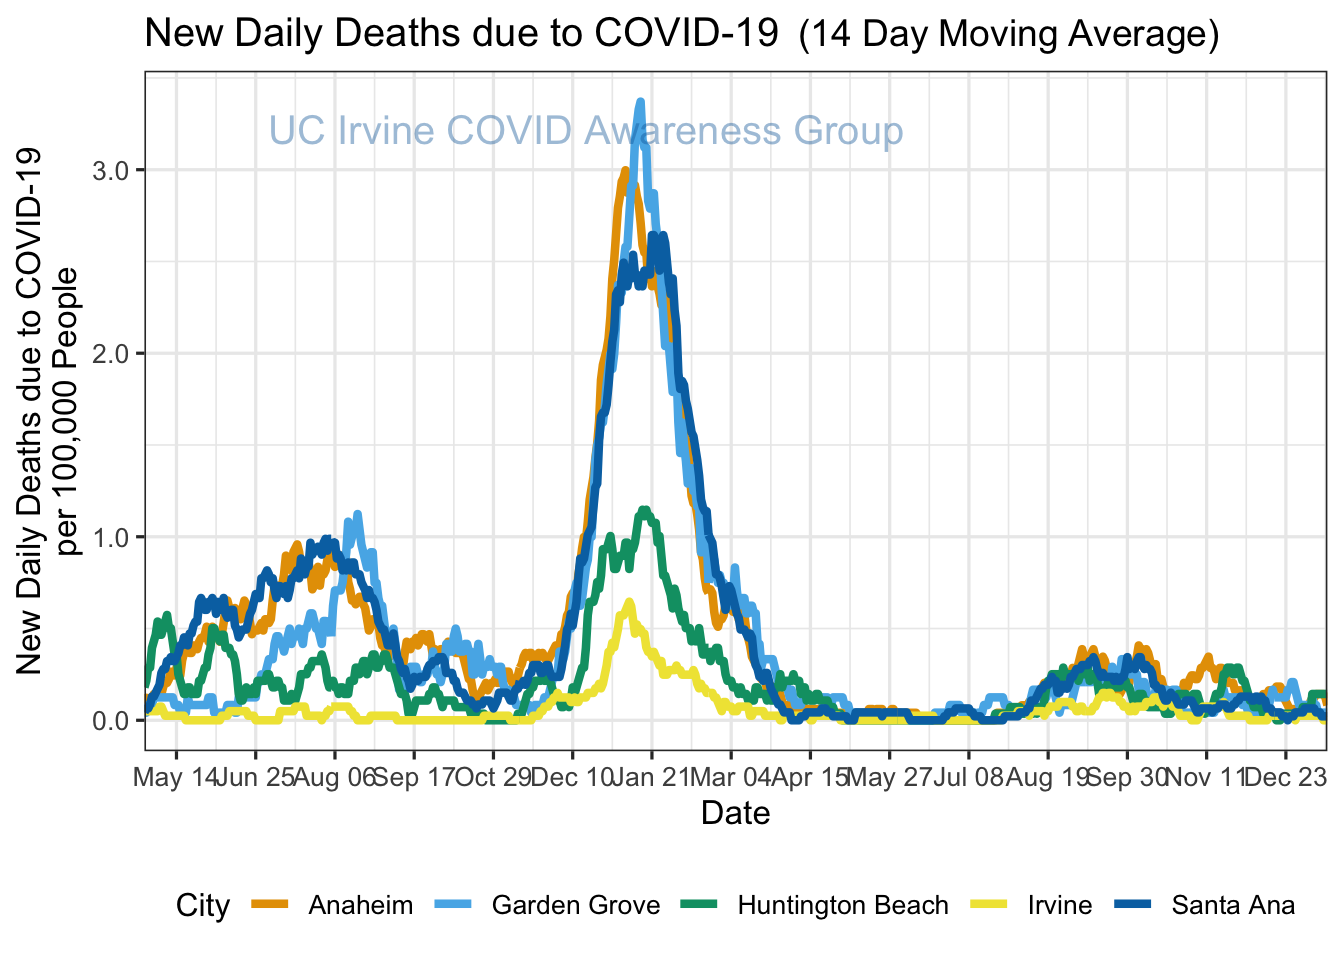 New Daily Deaths due to COVID-19 (14 Day Moving Average)
UC Irvine COVID Awareness Group
New Daily Deaths due to COVID-19
per 100,000 People
3.0
2.0
1.0
0.0
May 14 Jun 25 Aug 06 Sep 17 Oct 29 Dec 10 Jan 21 Mar 04 Apr 15 May 27 Jul 08 Aug 19 Sep 30 Nov 11 Dec 23
Date
City Anaheim Garden Grove Huntington Beach Irvine Santa Ana